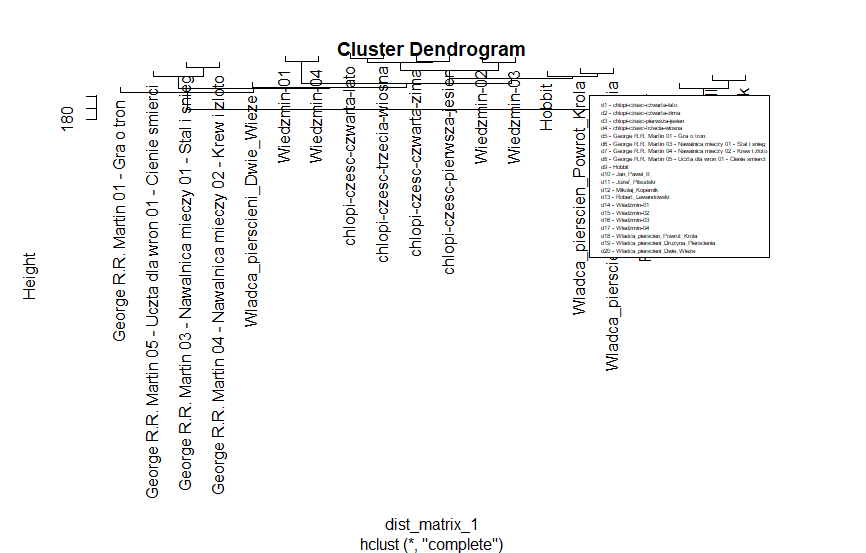 Cluster Dendrogram
Height
180
George R.R. Martin 01 - Gra o tron
George R.R. Martin 05 - Uczta dla wron 01 - Cienie smierci
George R.R. Martin 03 - Nawalnica mieczy 01 - Stal i snieg
George R.R. Martin 04 - Nawalnica mieczy 02 - Krew i zloto
Wladca_pierscieni_Dwie_Wieze
Wiedzmin-01
Wiedzmin-04
chlopi-czesc-czwarta-lato
chlopi-czesc-trzecia-wiosna
chlopi-czesc-czwarta-zima
chlopi-czesc-pierwsza-jesien
Wiedzmin-02
Wiedzmin-03
Hobbit
Wladca_pierscien_Powrot_Krola
d1 - chlopi-czesc-czwarta-lato
d2 - chlopi-czesc-czwarta-zima
d3 - chlopi-czesc-pierwsza-jesien
d4 - chlopi-czesc-trzecia-wiosna
d5 - George R.R. Martin 01 - Gra o tron
d6 - George R.R. Martin 03 - Nawalnica mieczy 01 - Stal i snieg
d7 - George R.R. Martin 04 - Nawalnica mieczy 02 - Krew i zloto
d8 - George R.R. Martin 05 - Uczta dla wron 01 - Cienie smierci
d9 - Hobbit
d10 - Jan_Pawel_II
d11 - Jozef_Pilsudski
d12 - Mikolaj_Kopernik
d13 - Robert_Lewandowski
d14 - Wiedzmin-01
d15 - Wiedzmin-02
d16 - Wiedzmin-03
d17 - Wiedzmin-04
d18 - Wladca_pierscien_Powrot_Krola
d19 - Wladca_pierscieni_Druzyna_Pierscienia
d20 - Wladca_pierscieni_Dwie_Wieze
dist_matrix_1
hclust (*, "complete")